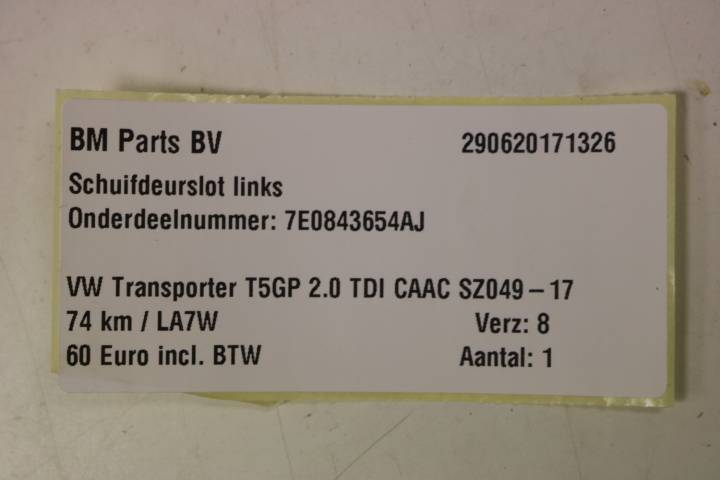 BM Parts BV 290620171326
Schuifdeurslot links
Onderdeelnummer: 7E0843654AJ
VW Transporter T5GP 2.0 TDI CAAC SZ049-17
74 km / LA7W Verz: 8
60 Euro incl. BTW Aantal: 1